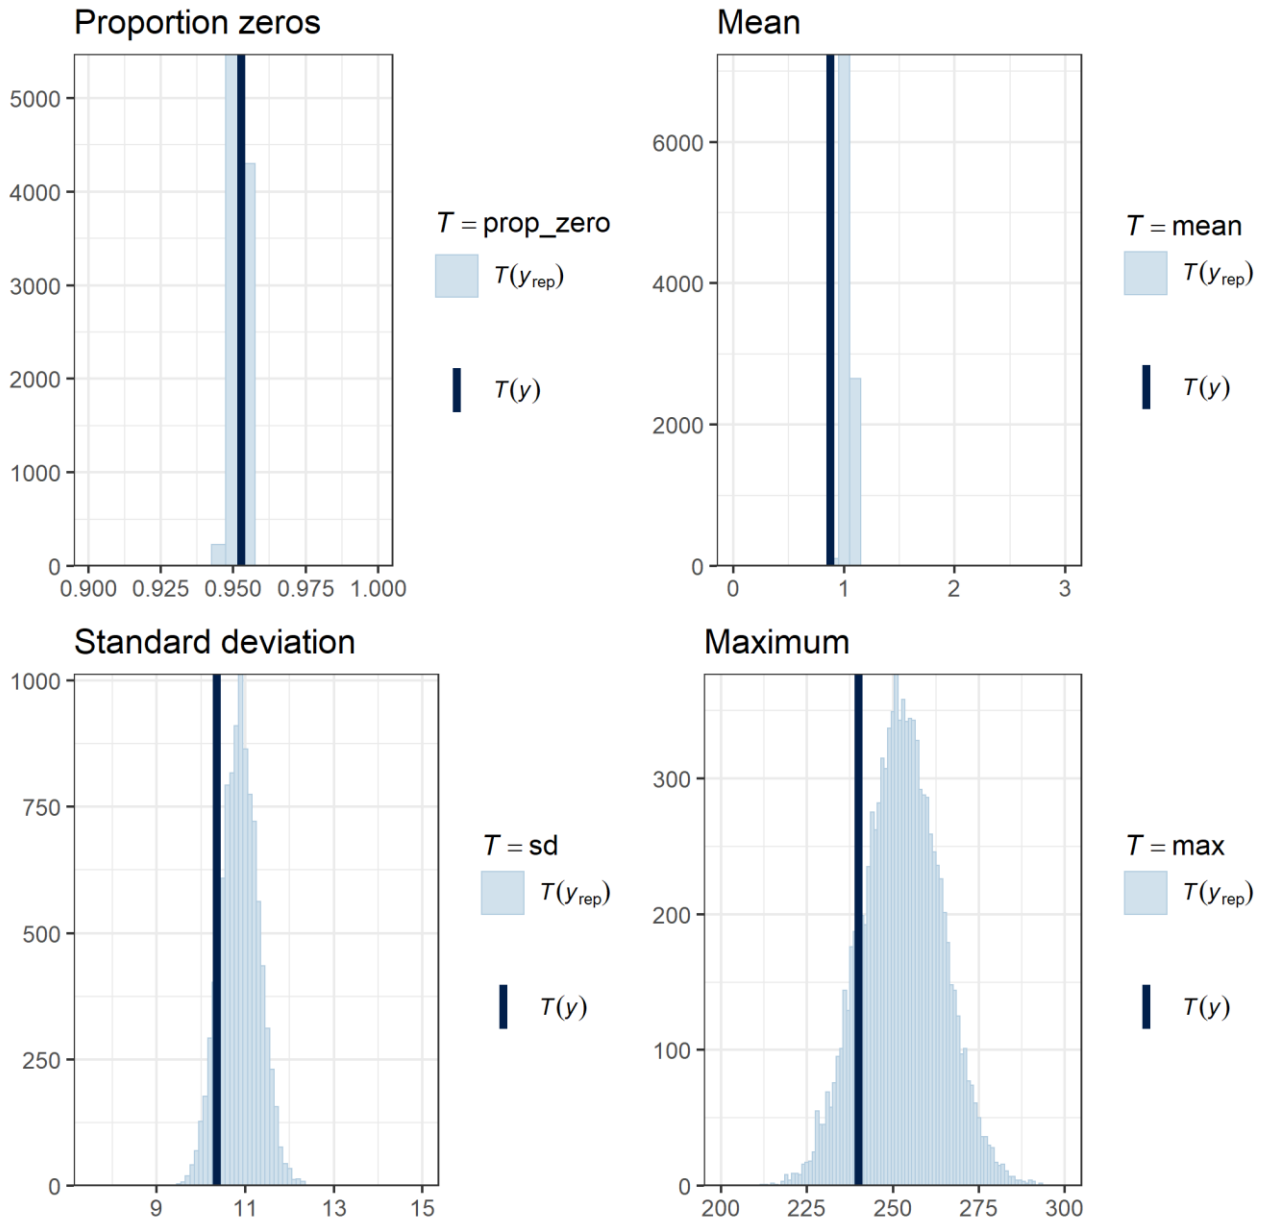 Proportion zeros
5000
4000
3000
2000
1000
0
0.900 0.925 0.950 0.975 1.000
T = prop_zero
T(yrep)
T(y)
Mean
6000
4000
2000
0
0 1 2 3
T = mean
T(yrep)
T(y)
Standard deviation
1000
750
500
250
0
9 11 13 15
T = sd
T(yrep)
T(y)
Maximum
300
200
100
0
200 225 250 275 300
T = max
T(yrep)
T(y)